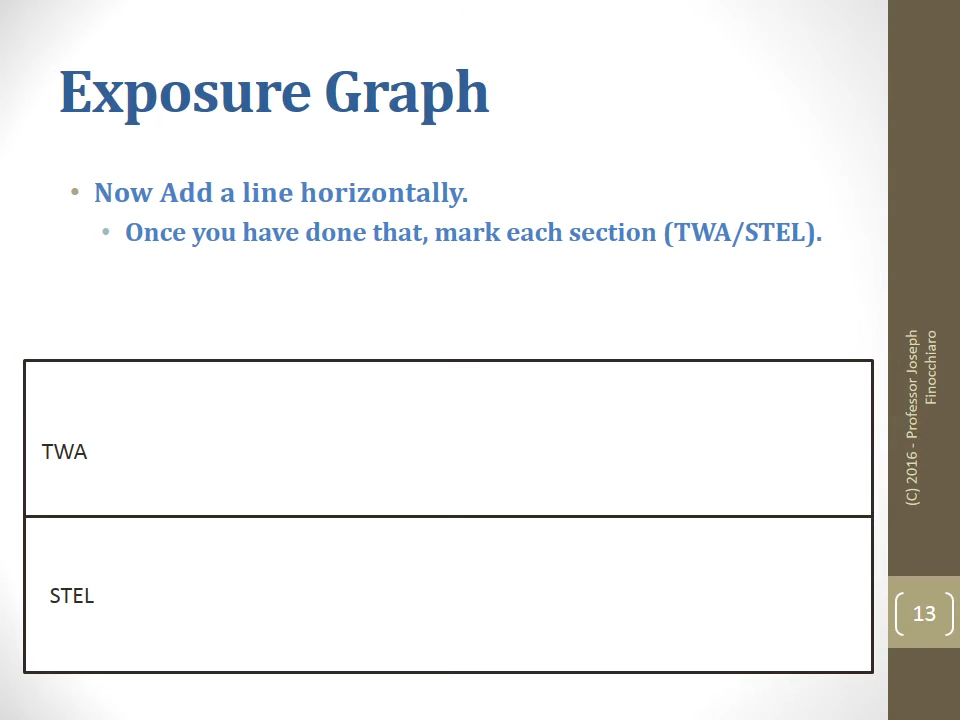 Exposure Graph
• Now Add a line horizontally.
• Once you have done that, mark each section (TWA/STEL).
TWA
STEL
(C) 2016 - Professor Joseph
Finocchiaro
13